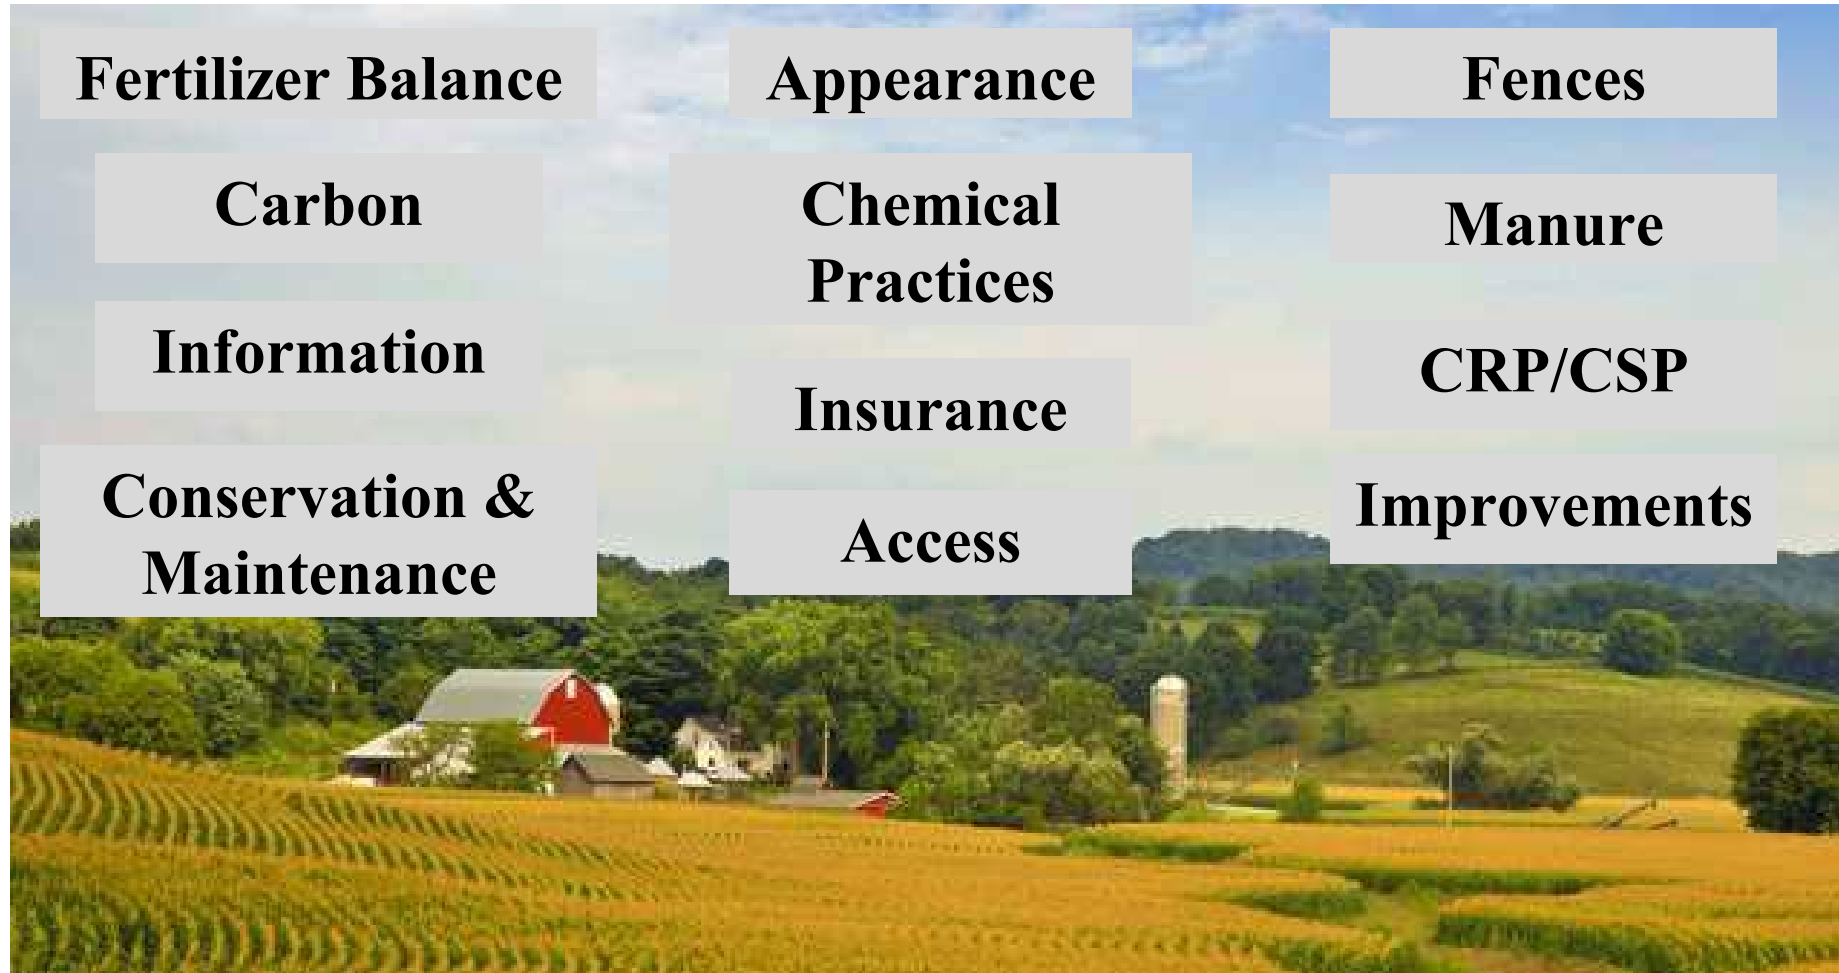 Fertilizer Balance
Appearance
Fences
Carbon
Chemical
Practices
Manure
Information
Insurance
CRP/CSP
Conservation &
Maintenance
Access
Improvements